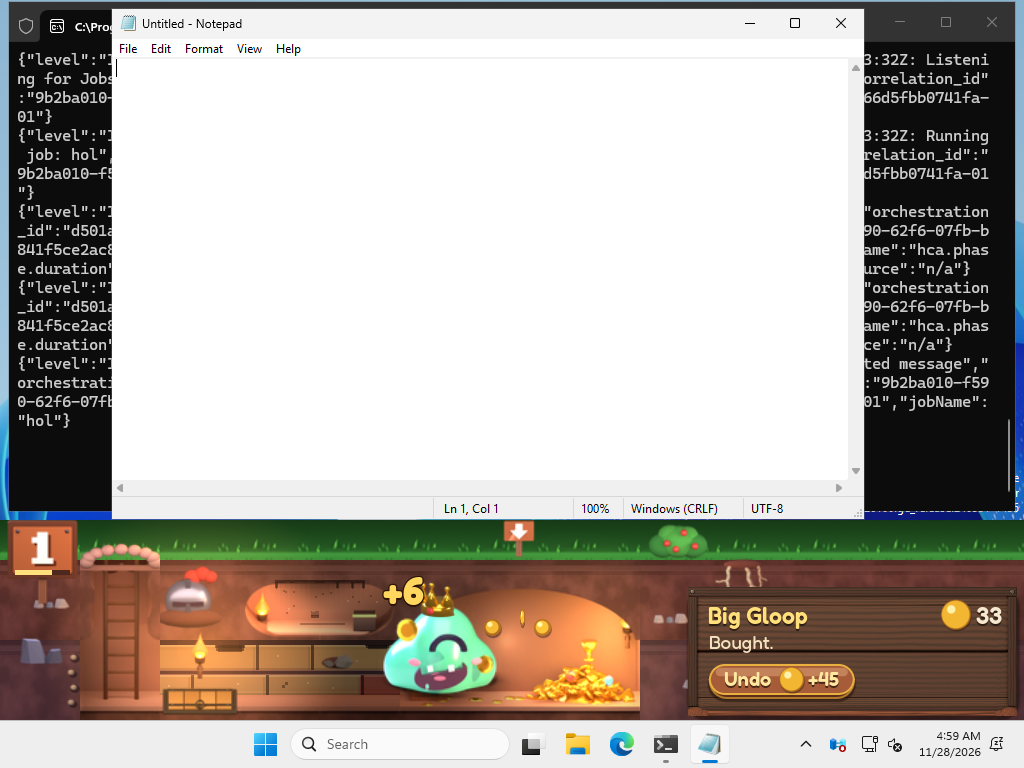 C:\Prog
Untitled - Notepad
File Edit Format View Help
{"level":"I
3:32Z: Listeni
ng for Jobs
orrelation_id"
:"9b2ba010-
66d5fbb0741fa-
01"}
{"level":"I
3:32Z: Running
job: hol",
relation_id":"
9b2ba010-f5
d5fbb0741fa-01
"}
{"level":"I
"orchestration
_id":"d501a
90-62f6-07fb-b
841f5ce2ac8
ame":"hca.phas
e.duration"
urce":"n/a"}
{"level":"I
"orchestration
_id":"d501a
90-62f6-07fb-b
841f5ce2ac8
ame":"hca.phas
e.duration"
ce":"n/a"}
{"level":"I
ted message","
orchestrati
:"9b2ba010-f59
0-62f6-07fb
01","jobName":
"hol"}
Ln 1, Col 1 100% Windows (CRLF) UTF-8
1
+6
Big Gloop 33
Bought.
Undo +45
Search
4:59 AM
11/28/2026